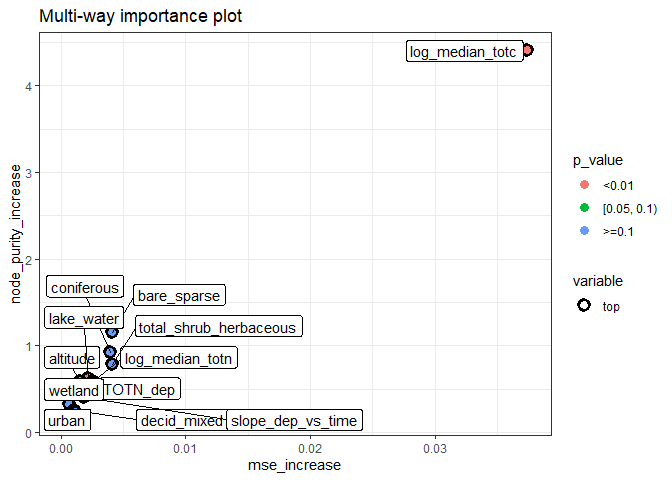 Multi-way importance plot
log_median_totc
4
3
2
1
0
node_purity_increase
coniferous
bare_sparse
lake_water
total_shrub_herbaceous
altitude
log_median_totn
wetland
TOTN_dep
urban
decid_mixed
slope_dep_vs_time
0.00
0.01
0.02
0.03
mse_increase
p_value
<0.01
[0.05, 0.1)
>=0.1
variable
top